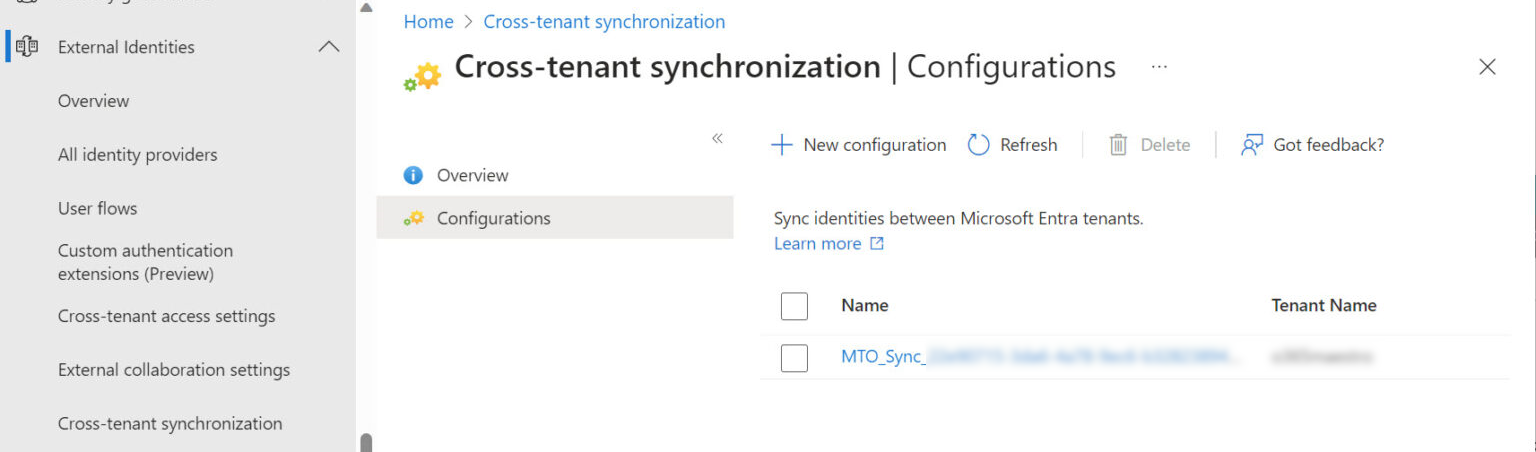 External Identities
Overview
All identity providers
User flows
Custom authentication
extensions (Preview)
Cross-tenant access settings
External collaboration settings
Cross-tenant synchronization
Home > Cross-tenant synchronization
Cross-tenant synchronization | Configurations ...
«
Overview
Configurations
New configuration Refresh Delete Got feedback?
Sync identities between Microsoft Entra tenants.
Learn more
Name Tenant Name
MTO_Sync_